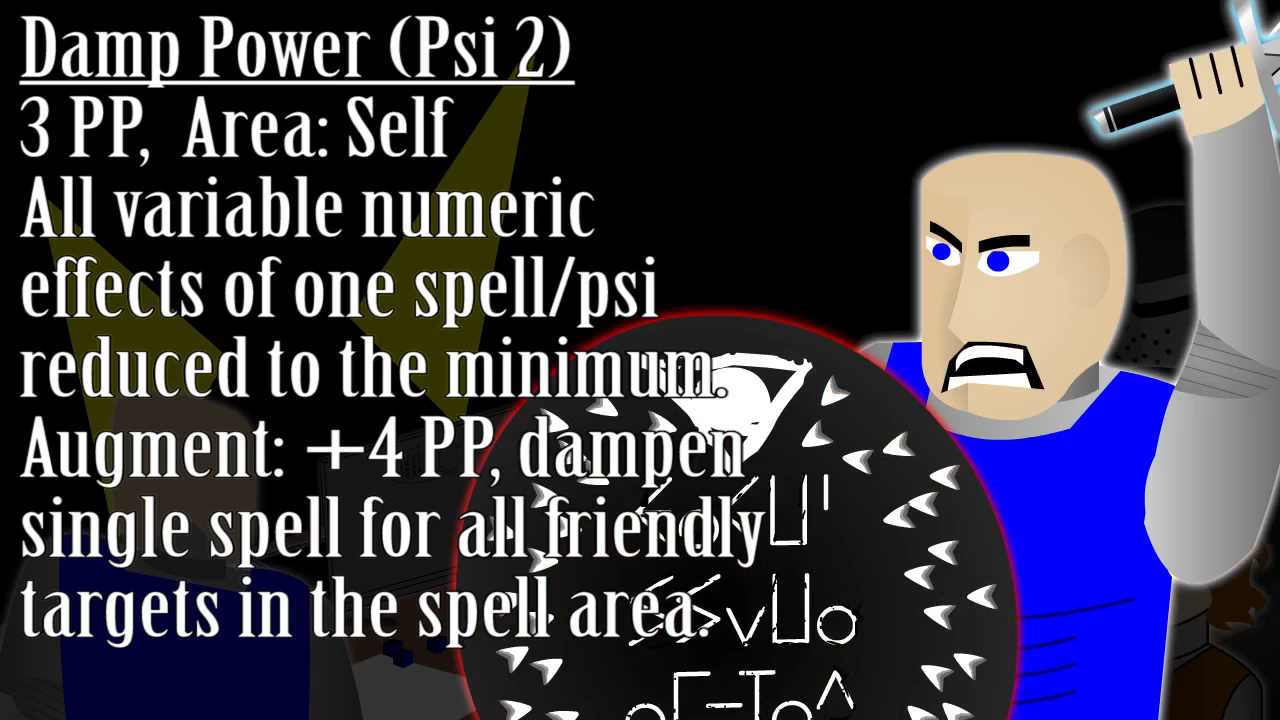 Damp Power (Psi 2)
3 PP, Area: Self
All variable numeric
effects of one spell/psi
reduced to the minimum.
Augment: +4 PP, dampen
single spell for all friendly
targets in the spell area.